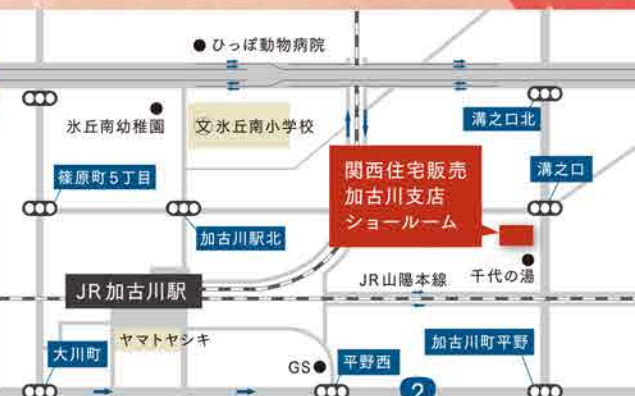 ひっぽ動物病院
氷丘南幼稚園
文
氷丘南小学校
溝之口北
篠原町5丁目
関西住宅販売
加古川支店
ショールーム
溝之口
加古川駅北
JR加古川駅
JR山陽本線
千代の湯
ヤマトヤシキ
大川町
GS
平野西
加古川町平野
2